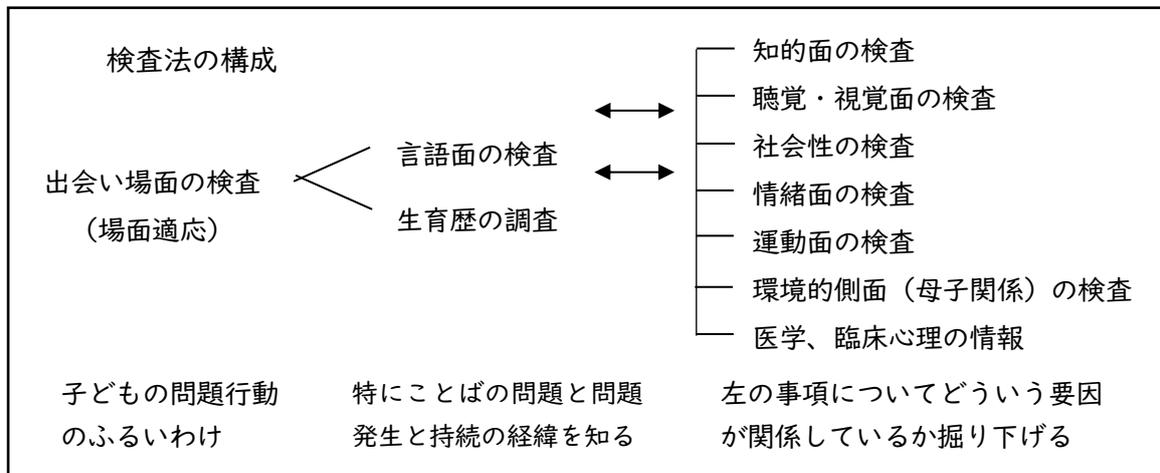 検査法の構成
出会い場面の検査
（場面適応）
言語面の検査
生育歴の調査
知的面の検査
聴覚・視覚面の検査
社会性の検査
情緒面の検査
運動面の検査
環境的側面（母子関係）の検査
医学、臨床心理の情報
子どもの問題行動
のふるいわけ
特にことばの問題と問題
発生と持続の経緯を知る
左の事項についてどういう要因
が関係しているか掘り下げる